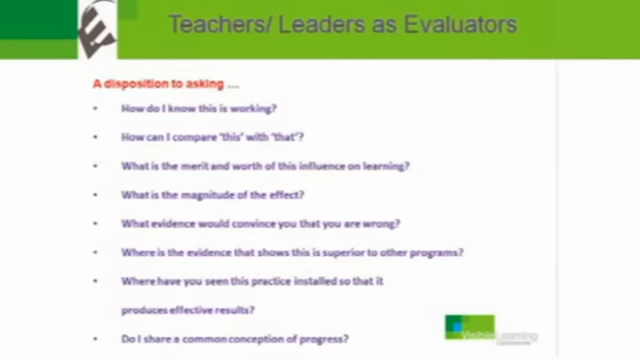 Teachers/ Leaders as Evaluators
A disposition to asking ...
• How do I know this is working?
• How can I compare 'this' with 'that'?
• What is the merit and worth of this influence on learning?
• What is the magnitude of the effect?
• What evidence would convince you that you are wrong?
• Where is the evidence that shows this is superior to other programs?
• Where have you seen this practice installed so that it
produces effective results?
• Do I share a common conception of progress?
Visible Learning